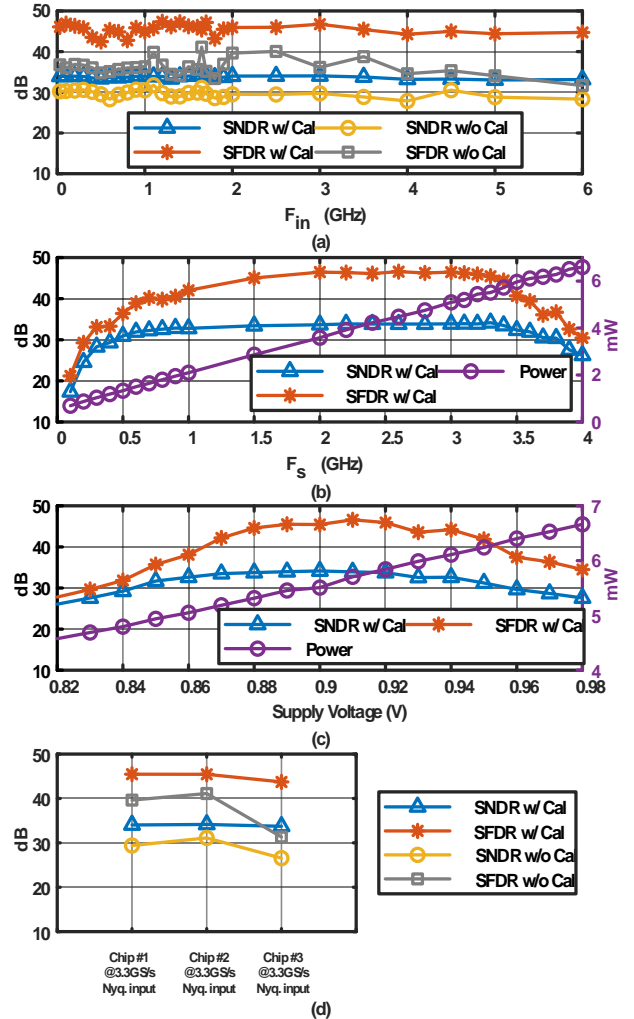 50
40
30
20
10
dB
SNDR w/ Cal
SNDR w/o Cal
SFDR w/ Cal
SFDR w/o Cal
0 1 2 3 4 5 6
F_in (GHz)
(a)
50
40
30
20
10
dB
6
4
2
0
mW
SNDR w/ Cal
Power
SFDR w/ Cal
0 0.5 1 1.5 2 2.5 3 3.5 4
F_s (GHz)
(b)
50
40
30
20
10
dB
7
6
5
4
mW
SNDR w/ Cal
SFDR w/ Cal
Power
0.82 0.84 0.86 0.88 0.9 0.92 0.94 0.96 0.98
Supply Voltage (V)
(c)
50
40
30
20
10
dB
SNDR w/ Cal
SFDR w/ Cal
SNDR w/o Cal
SFDR w/o Cal
Chip #1 Chip #2 Chip #3
@3.3GS/s @3.3GS/s @3.3GS/s
Nyq. input Nyq. input Nyq. input
(d)